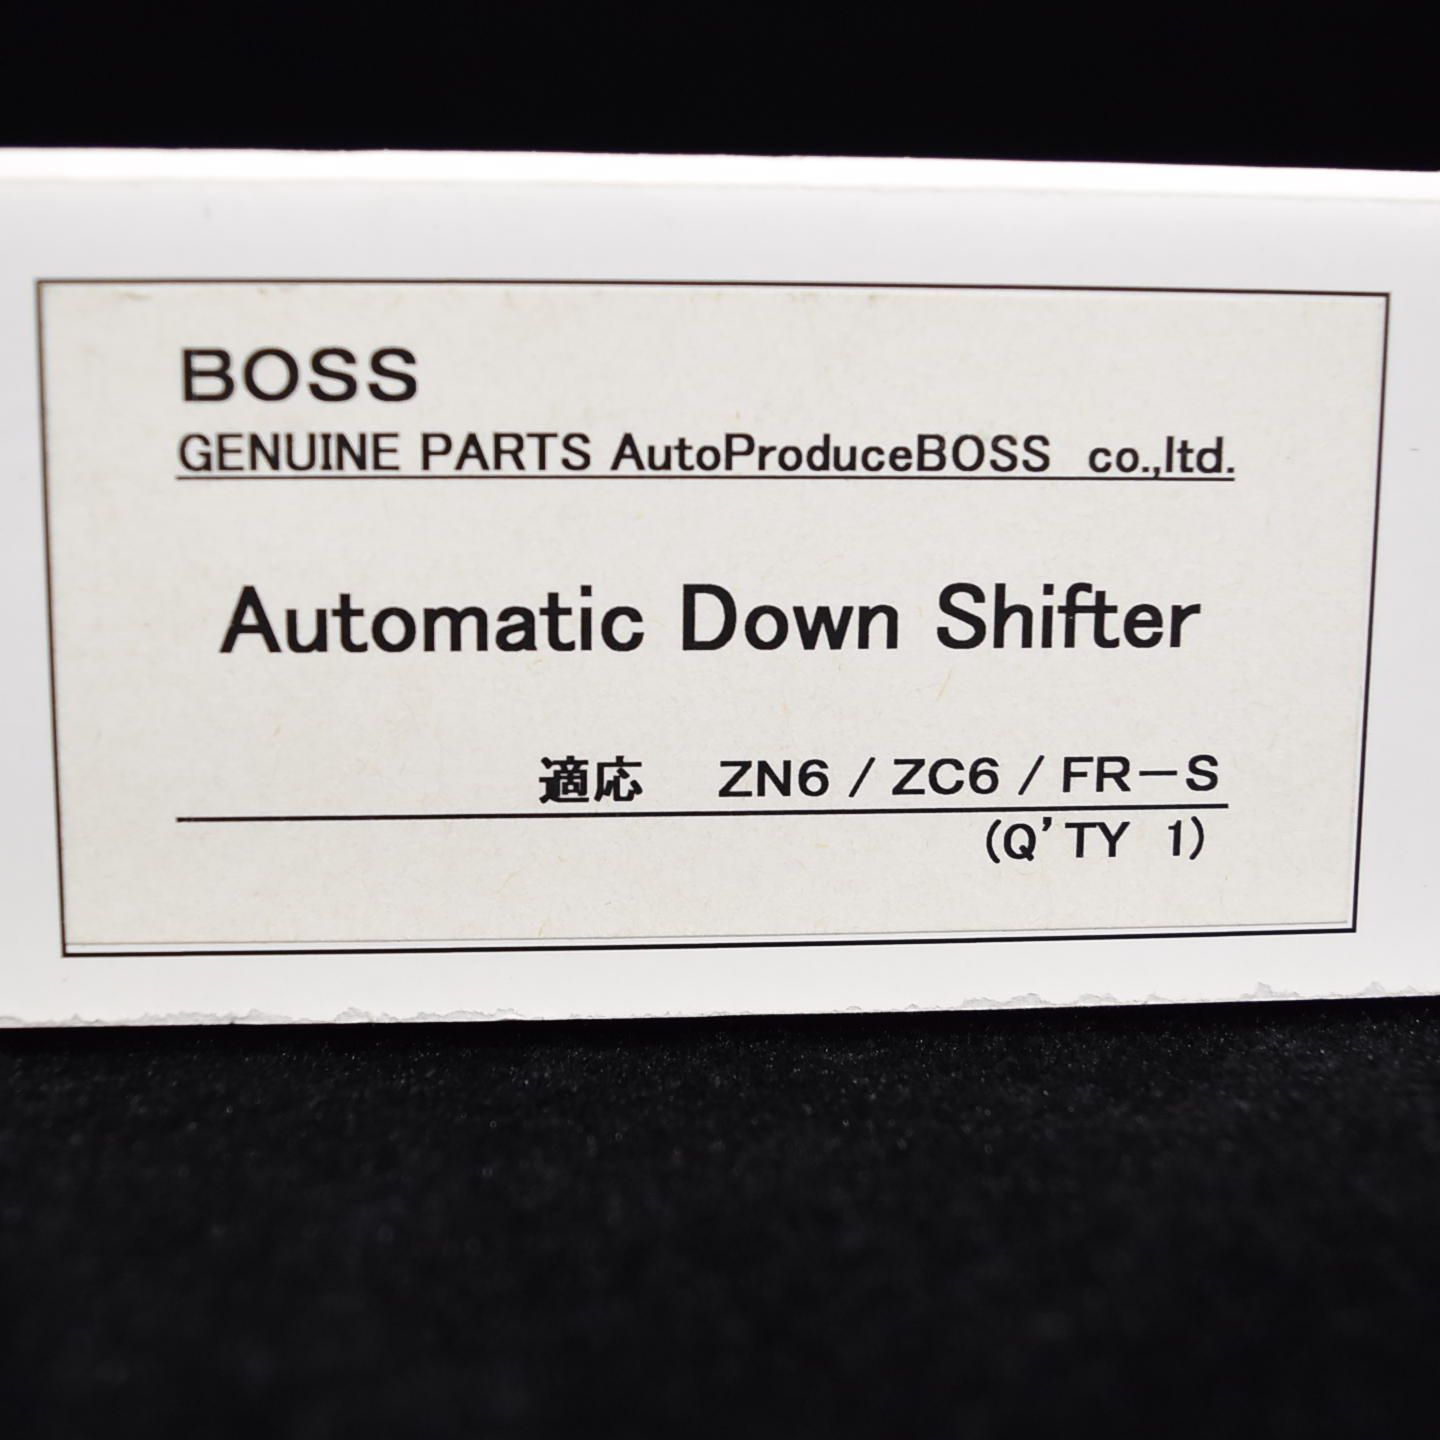 BOSS
GENUINE PARTS AutoProduceBOSS co.,ltd.
Automatic Down Shifter
適応 ZN6 / ZC6 / FR－S
(Q'TY 1)